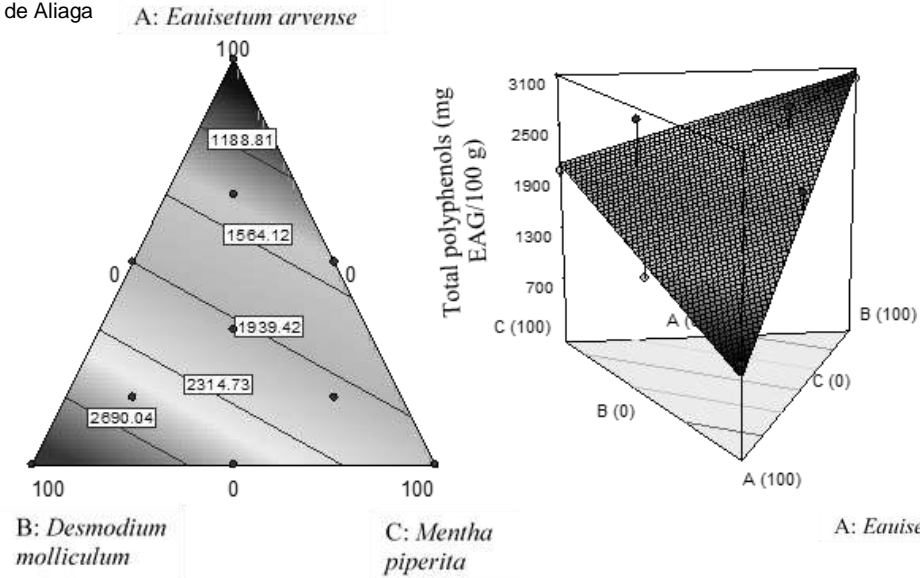 de Aliaga
A: Eauisetum arvense
100
1188.81
1564.12
0
0
1939.42
2314.73
2690.04
100
0
100
B: Desmodium
molliculum
C: Mentha
piperita
Total polyphenols (mg
EAG/100 g)
3100
2500
1900
1300
700
C (100)
A (
B (100)
B (0)
C (0)
A (100)
A: Eauise